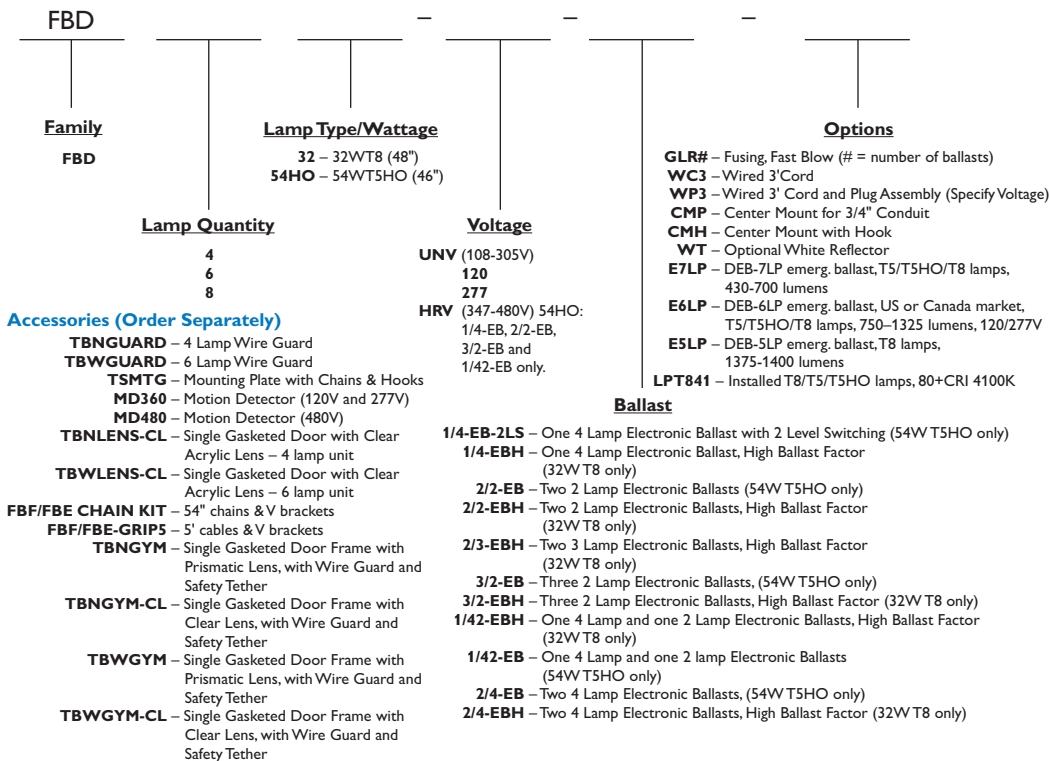 FBD – – –
Family
FBD
Lamp Type/Wattage
32 – 32WT8 (48")
54HO – 54WT5HO (46")
Lamp Quantity
4
6
8
Voltage
UNV (108-305V)
120
277
HRV (347-480V) 54HO:
1/4-EB, 2/2-EB,
3/2-EB and
1/42-EB only.
Options
GLR# – Fusing, Fast Blow (# = number of ballasts)
WC3 – Wired 3'Cord
WP3 – Wired 3' Cord and Plug Assembly (Specify Voltage)
CMP – Center Mount for 3/4" Conduit
CMH – Center Mount with Hook
WT – Optional White Reflector
E7LP – DEB-7LP emerg. ballast, T5/T5HO/T8 lamps,
430-700 lumens
E6LP – DEB-6LP emerg. ballast, US or Canada market,
T5/T5HO/T8 lamps, 750–1325 lumens, 120/277V
E5LP – DEB-5LP emerg. ballast, T8 lamps,
1375-1400 lumens
LPT841 – Installed T8/T5/T5HO lamps, 80+CRI 4100K
Accessories (Order Separately)
TBNGUARD – 4 Lamp Wire Guard
TBWGUARD – 6 Lamp Wire Guard
TSMTG – Mounting Plate with Chains & Hooks
MD360 – Motion Detector (120V and 277V)
MD480 – Motion Detector (480V)
TBNLENS-CL – Single Gasketed Door with Clear
Acrylic Lens – 4 lamp unit
TBWLENS-CL – Single Gasketed Door with Clear
Acrylic Lens – 6 lamp unit
FBF/FBE CHAIN KIT – 54" chains & V brackets
FBF/FBE-GRIP5 – 5' cables & V brackets
TBNGYM – Single Gasketed Door Frame with
Prismatic Lens, with Wire Guard and
Safety Tether
TBNGYM-CL – Single Gasketed Door Frame with
Clear Lens, with Wire Guard and
Safety Tether
TBWGYM – Single Gasketed Door Frame with
Prismatic Lens, with Wire Guard and
Safety Tether
TBWGYM-CL – Single Gasketed Door Frame with
Clear Lens, with Wire Guard and
Safety Tether
Ballast
1/4-EB-2LS – One 4 Lamp Electronic Ballast with 2 Level Switching (54W T5HO only)
1/4-EBH – One 4 Lamp Electronic Ballast, High Ballast Factor
(32W T8 only)
2/2-EB – Two 2 Lamp Electronic Ballasts (54W T5HO only)
2/2-EBH – Two 2 Lamp Electronic Ballasts, High Ballast Factor
(32W T8 only)
2/3-EBH – Two 3 Lamp Electronic Ballasts, High Ballast Factor
(32W T8 only)
3/2-EB – Three 2 Lamp Electronic Ballasts, (54W T5HO only)
3/2-EBH – Three 2 Lamp Electronic Ballasts, High Ballast Factor (32W T8 only)
1/42-EBH – One 4 Lamp and one 2 Lamp Electronic Ballasts, High Ballast Factor
(32W T8 only)
1/42-EB – One 4 Lamp and one 2 lamp Electronic Ballasts
(54W T5HO only)
2/4-EB – Two 4 Lamp Electronic Ballasts, (54W T5HO only)
2/4-EBH – Two 4 Lamp Electronic Ballasts, High Ballast Factor (32W T8 only)